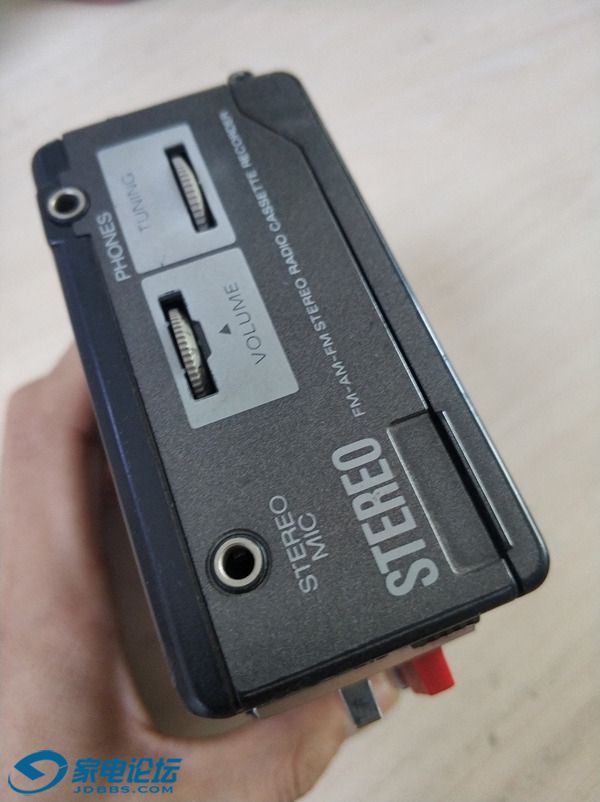 TUNING
PHONES
VOLUME
FM-AM-FM STEREO RADIO CASSETTE RECORDER
STEREO
STEREO
MIC
家电论坛
JDBBS.COM